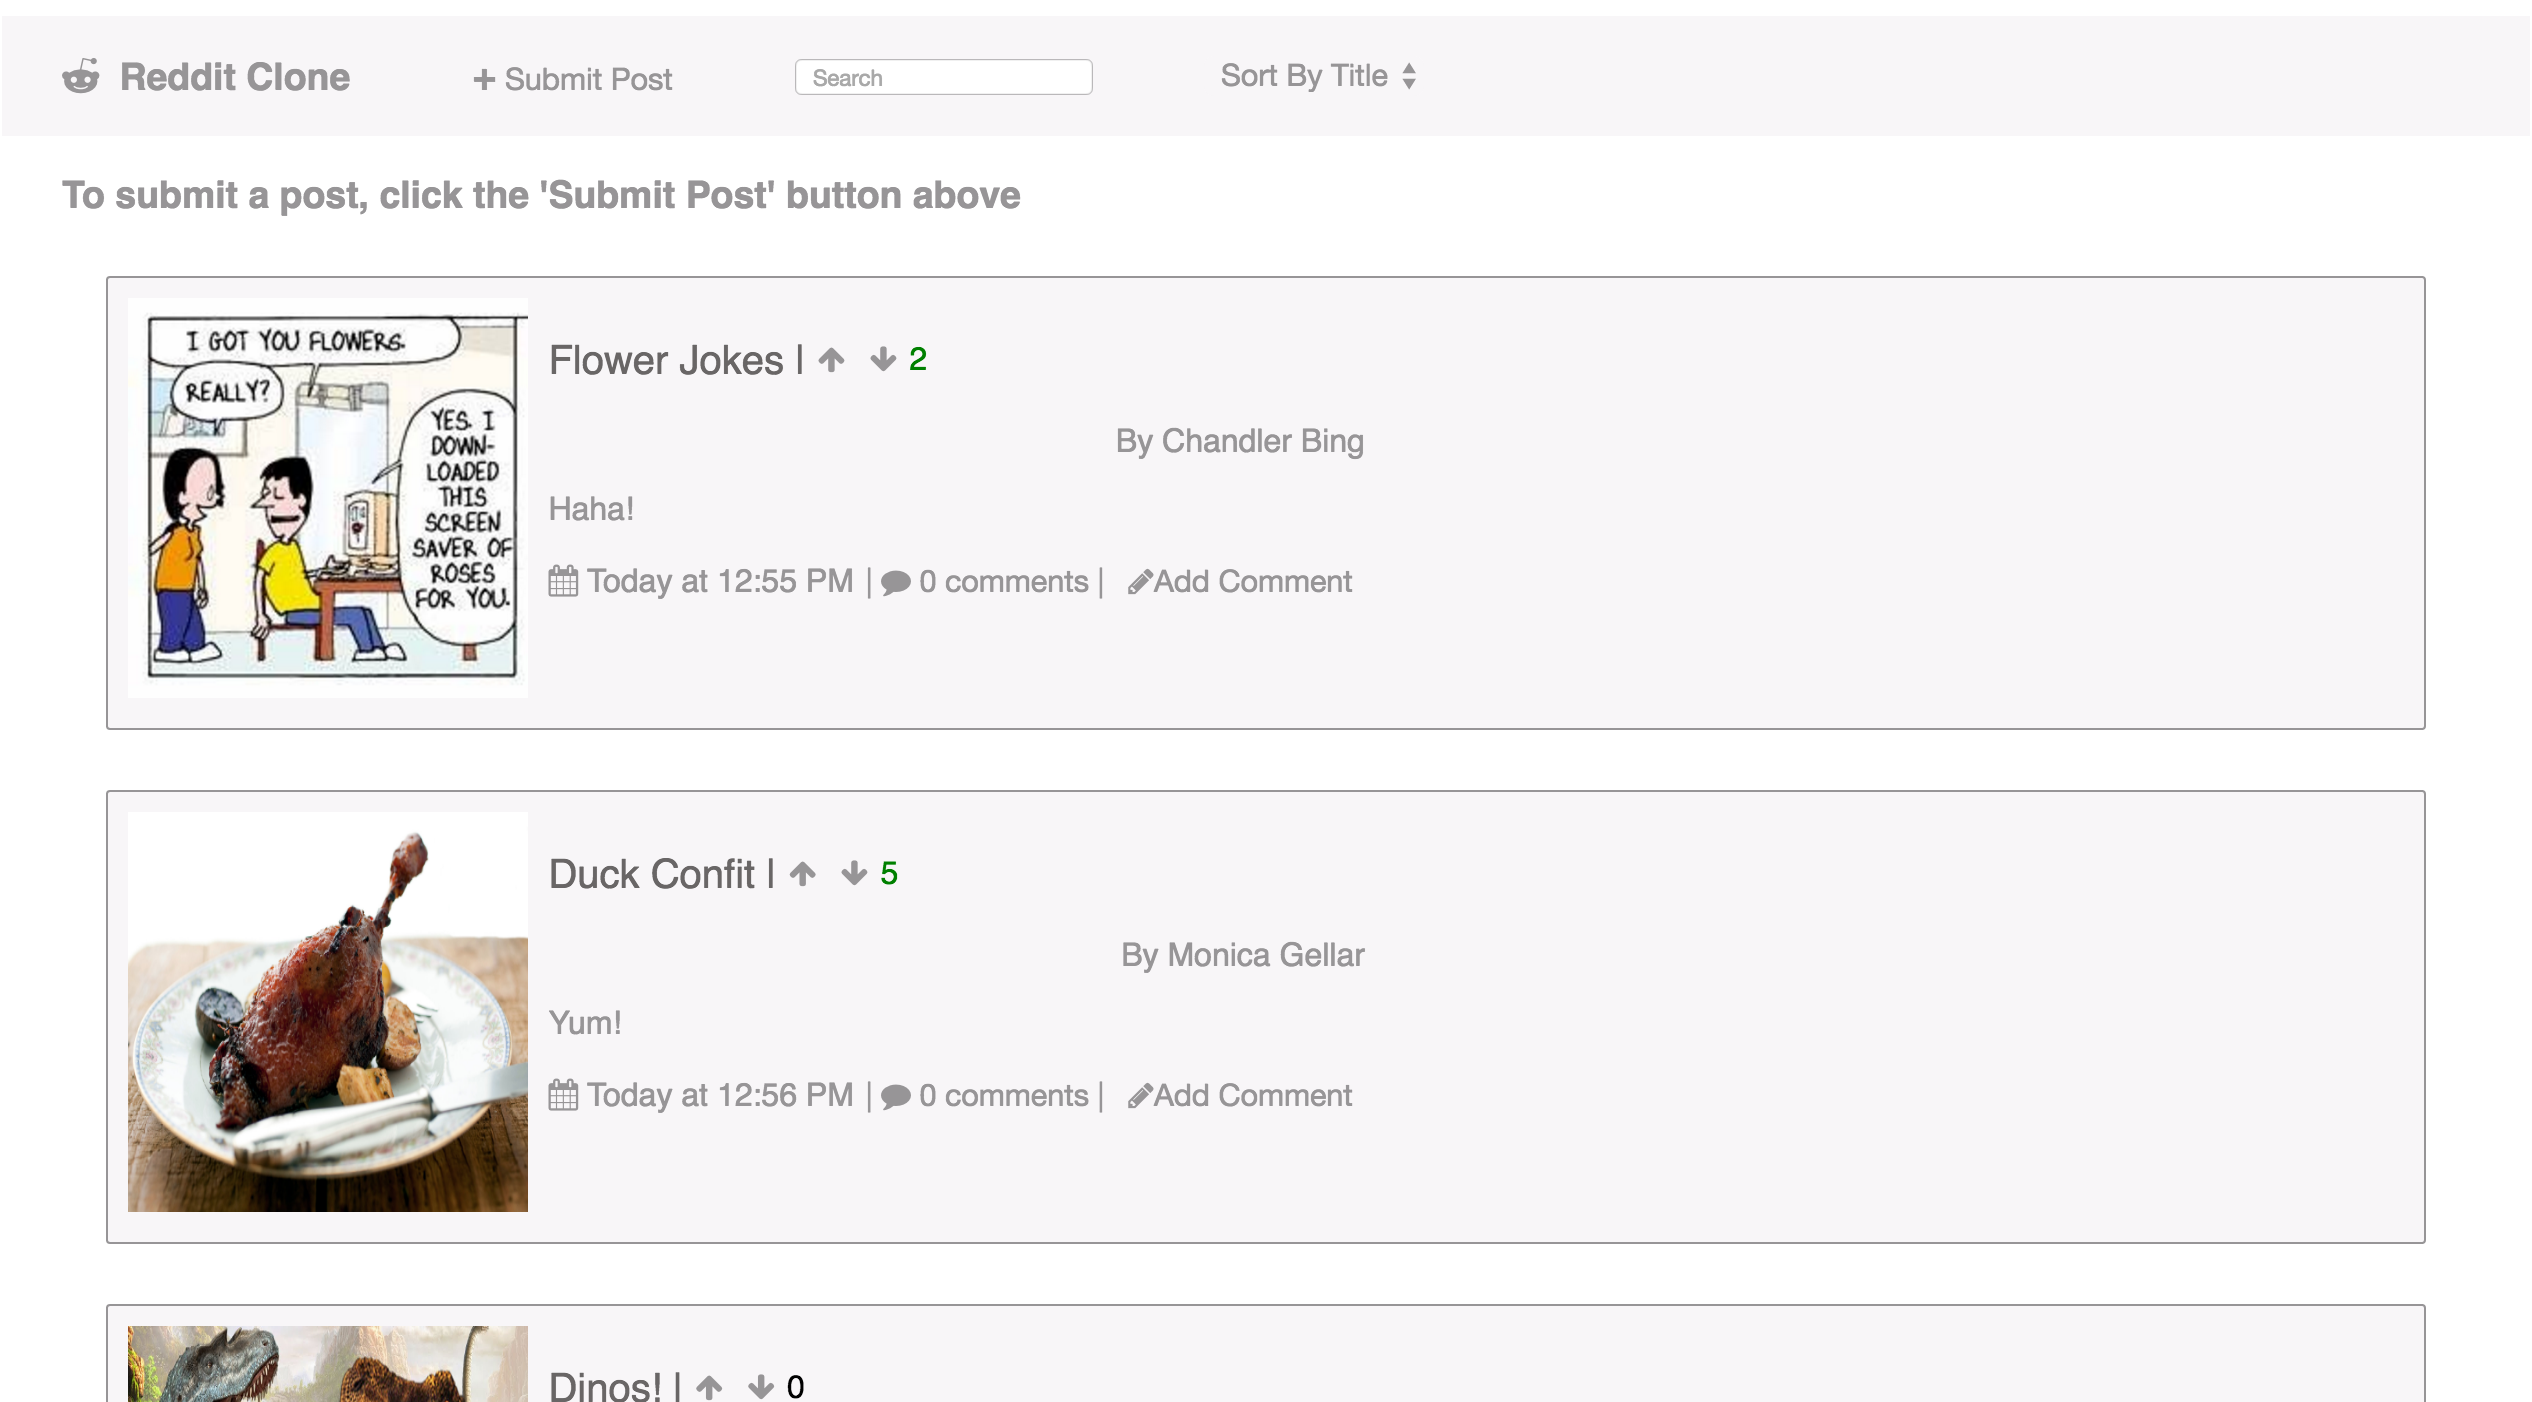 Reddit Clone
+ Submit Post
Search
Sort By Title
To submit a post, click the 'Submit Post' button above
I GOT YOU FLOWERS.
REALLY?
YES. I
DOWN-
LOADED
THIS
SCREEN
SAVER OF
ROSES
FOR YOU.
Flower Jokes | 2
By Chandler Bing
Haha!
Today at 12:55 PM | 0 comments | Add Comment
Duck Confit | 5
By Monica Gellar
Yum!
Today at 12:56 PM | 0 comments | Add Comment
Dinos! | 0